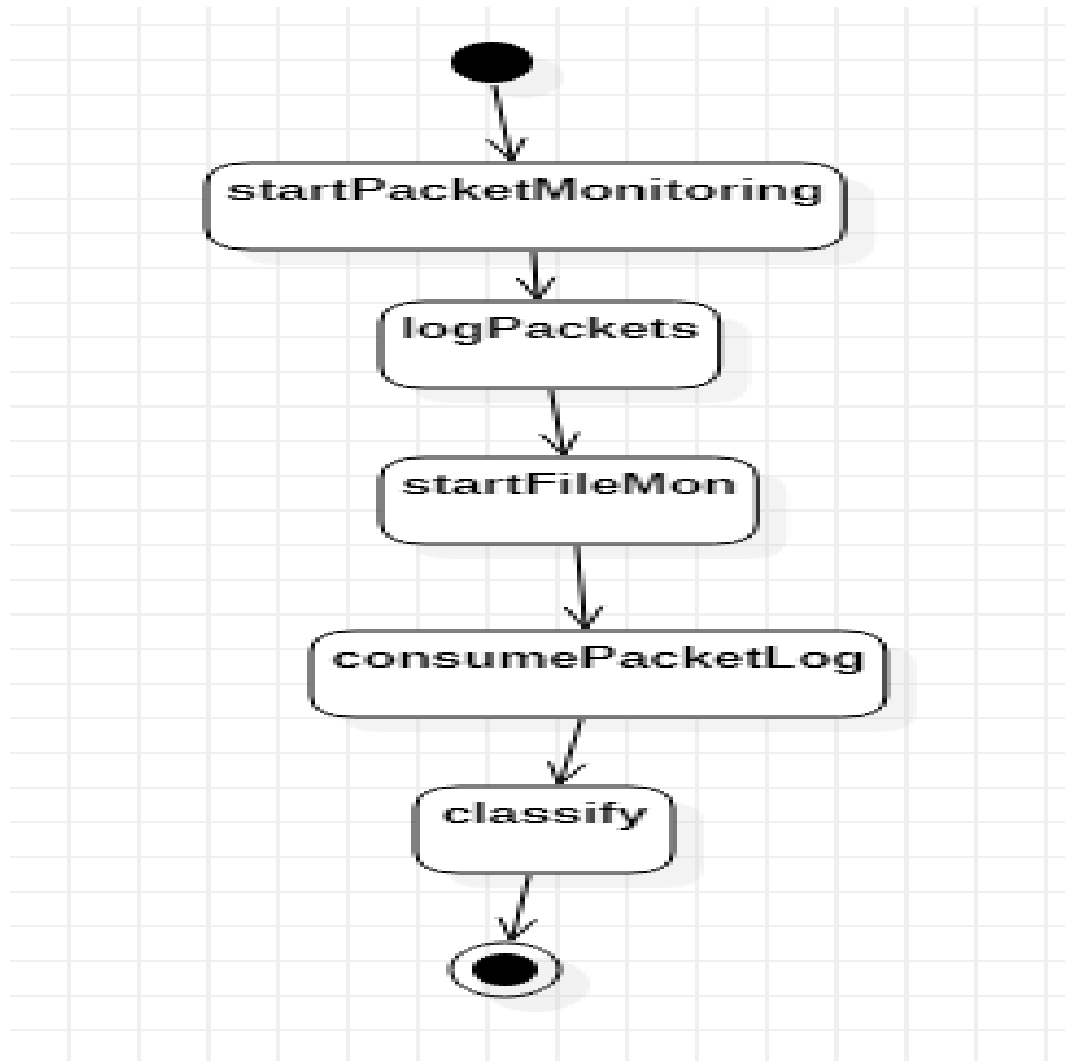 startPacketMonitoring
logPackets
startFileMon
consumePacketLog
classify